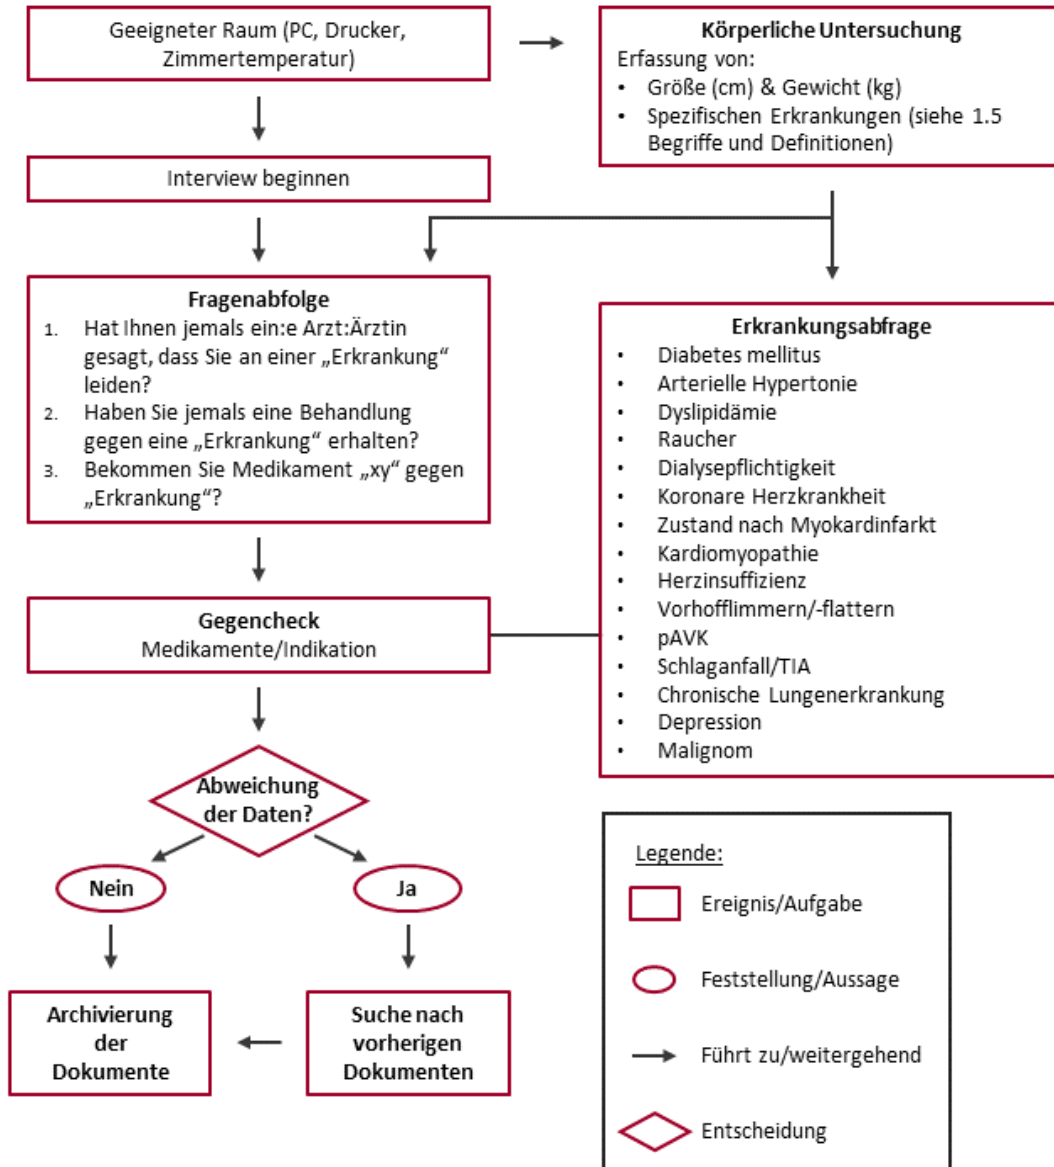 Geeigneter Raum (PC, Drucker,
Zimmertemperatur)
Körperliche Untersuchung
Erfassung von:
• Größe (cm) & Gewicht (kg)
• Spezifischen Erkrankungen (siehe 1.5
Begriffe und Definitionen)
Interview beginnen
Fragenabfolge
1. Hat Ihnen jemals ein:e Arzt:Ärztin
gesagt, dass Sie an einer „Erkrankung“
leiden?
2. Haben Sie jemals eine Behandlung
gegen eine „Erkrankung“ erhalten?
3. Bekommen Sie Medikament „xy“ gegen
„Erkrankung“?
Erkrankungsabfrage
• Diabetes mellitus
• Arterielle Hypertonie
• Dyslipidämie
• Raucher
• Dialysepflichtigkeit
• Koronare Herzkrankheit
• Zustand nach Myokardinfarkt
• Kardiomyopathie
• Herzinsuffizienz
• Vorhofflimmern/-flattern
• pAVK
• Schlaganfall/TIA
• Chronische Lungenerkrankung
• Depression
• Malignom
Gegencheck
Medikamente/Indikation
Abweichung
der Daten?
Nein
Ja
Archivierung
der
Dokumente
Suche nach
vorherigen
Dokumenten
Legende:
Ereignis/Aufgabe
Feststellung/Aussage
Führt zu/weitergehend
Entscheidung